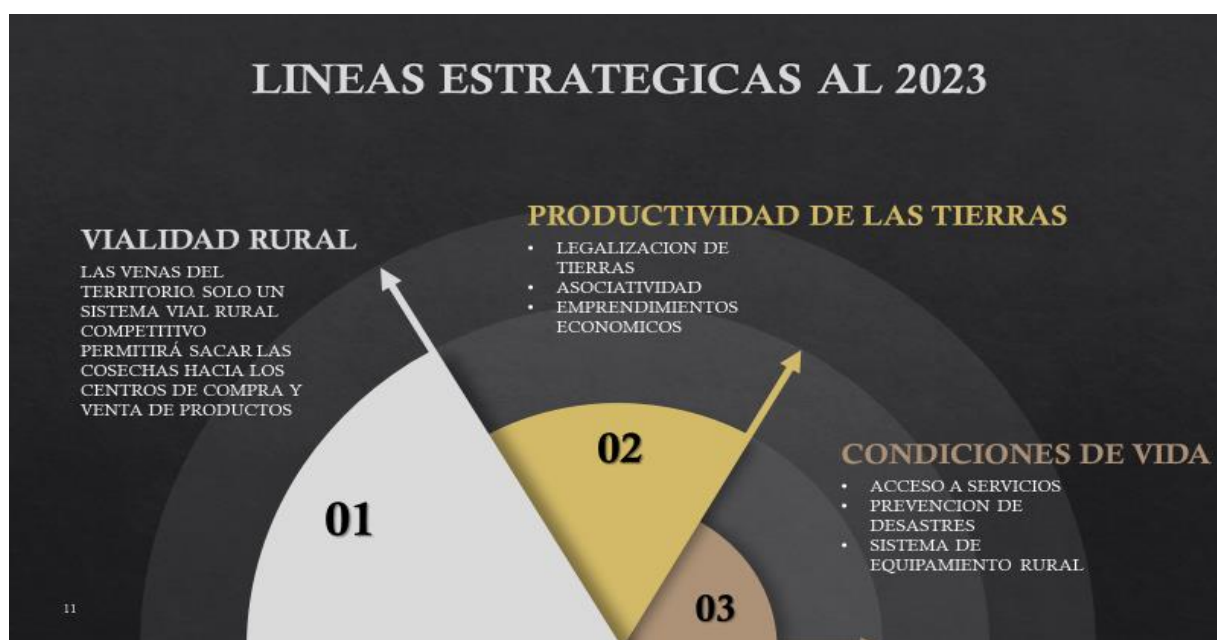 LINEAS ESTRATEGICAS AL 2023
VIALIDAD RURAL
LAS VENAS DEL
TERRITORIO. SOLO UN
SISTEMA VIAL RURAL
COMPETITIVO
PERMITIRÁ SACAR LAS
COSECHAS HACIA LOS
CENTROS DE COMPRA Y
VENTA DE PRODUCTOS
01
PRODUCTIVIDAD DE LAS TIERRAS
• LEGALIZACION DE
TIERRAS
• ASOCIATIVIDAD
• EMPRENDIMIENTOS
ECONOMICOS
02
CONDICIONES DE VIDA
• ACCESO A SERVICIOS
• PREVENCION DE
DESASTRES
• SISTEMA DE
EQUIPAMIENTO RURAL
03
11